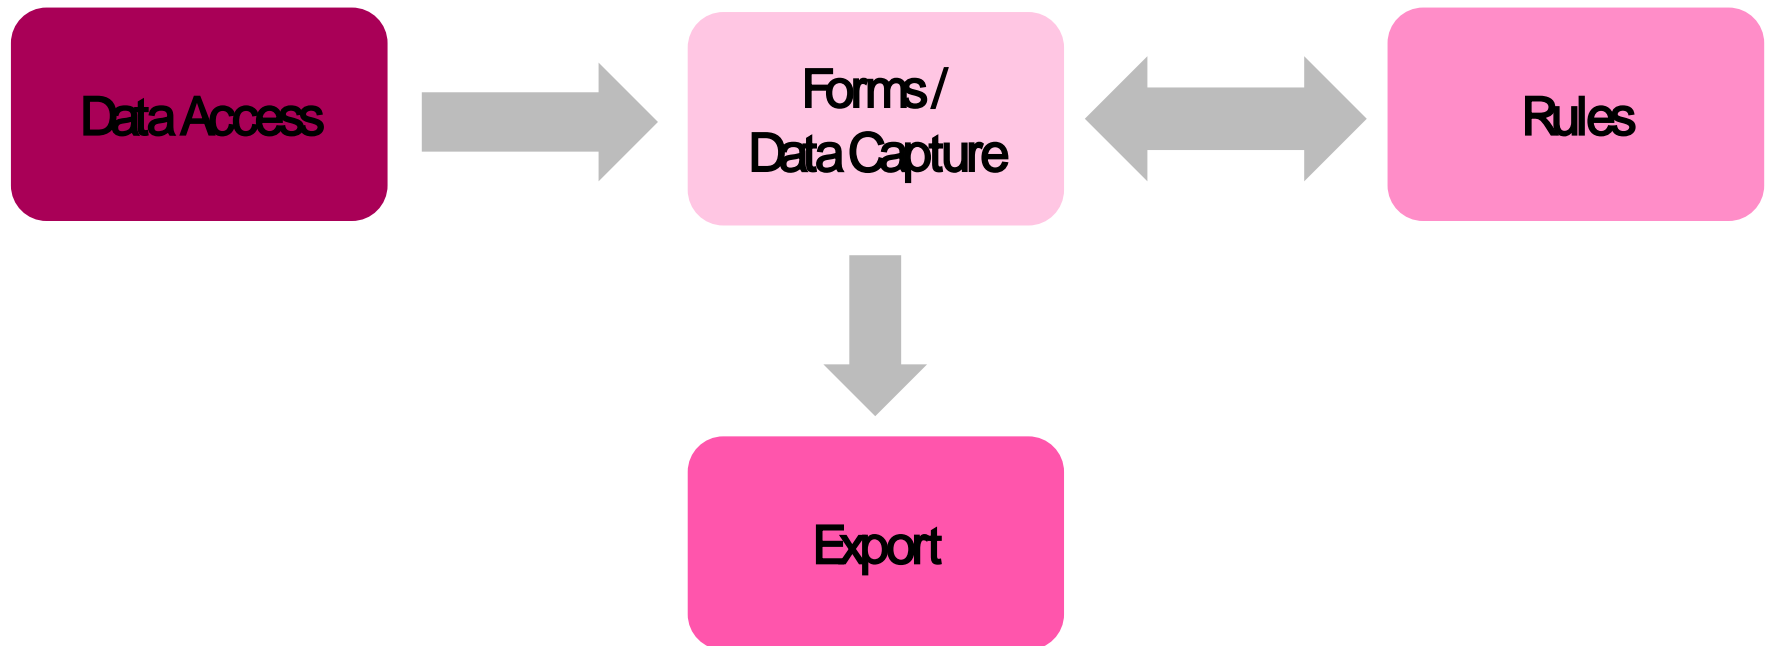 Data Access
Forms /
Data Capture
Rules
Export